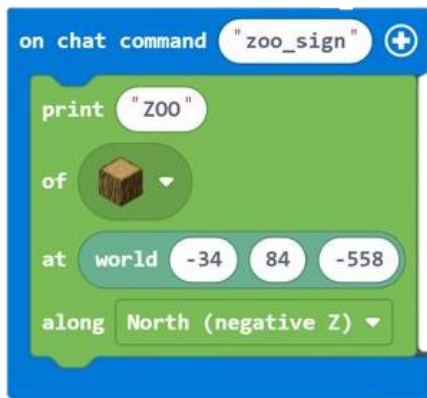 on chat command "zoo_sign"
print "ZOO"
of
at world -34 84 -558
along North (negative Z)